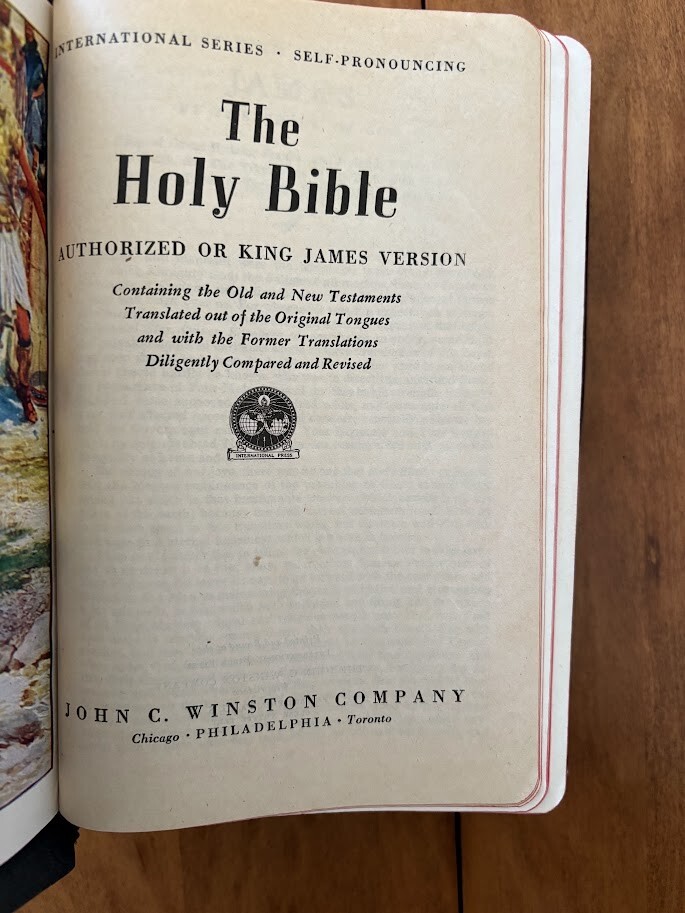 INTERNATIONAL SERIES · SELF-PRONOUNCING
The
Holy Bible
AUTHORIZED OR KING JAMES VERSION
Containing the Old and New Testaments
Translated out of the Original Tongues
and with the Former Translations
Diligently Compared and Revised
INTERNATIONAL PRESS
JOHN C. WINSTON COMPANY
Chicago · PHILADELPHIA · Toronto